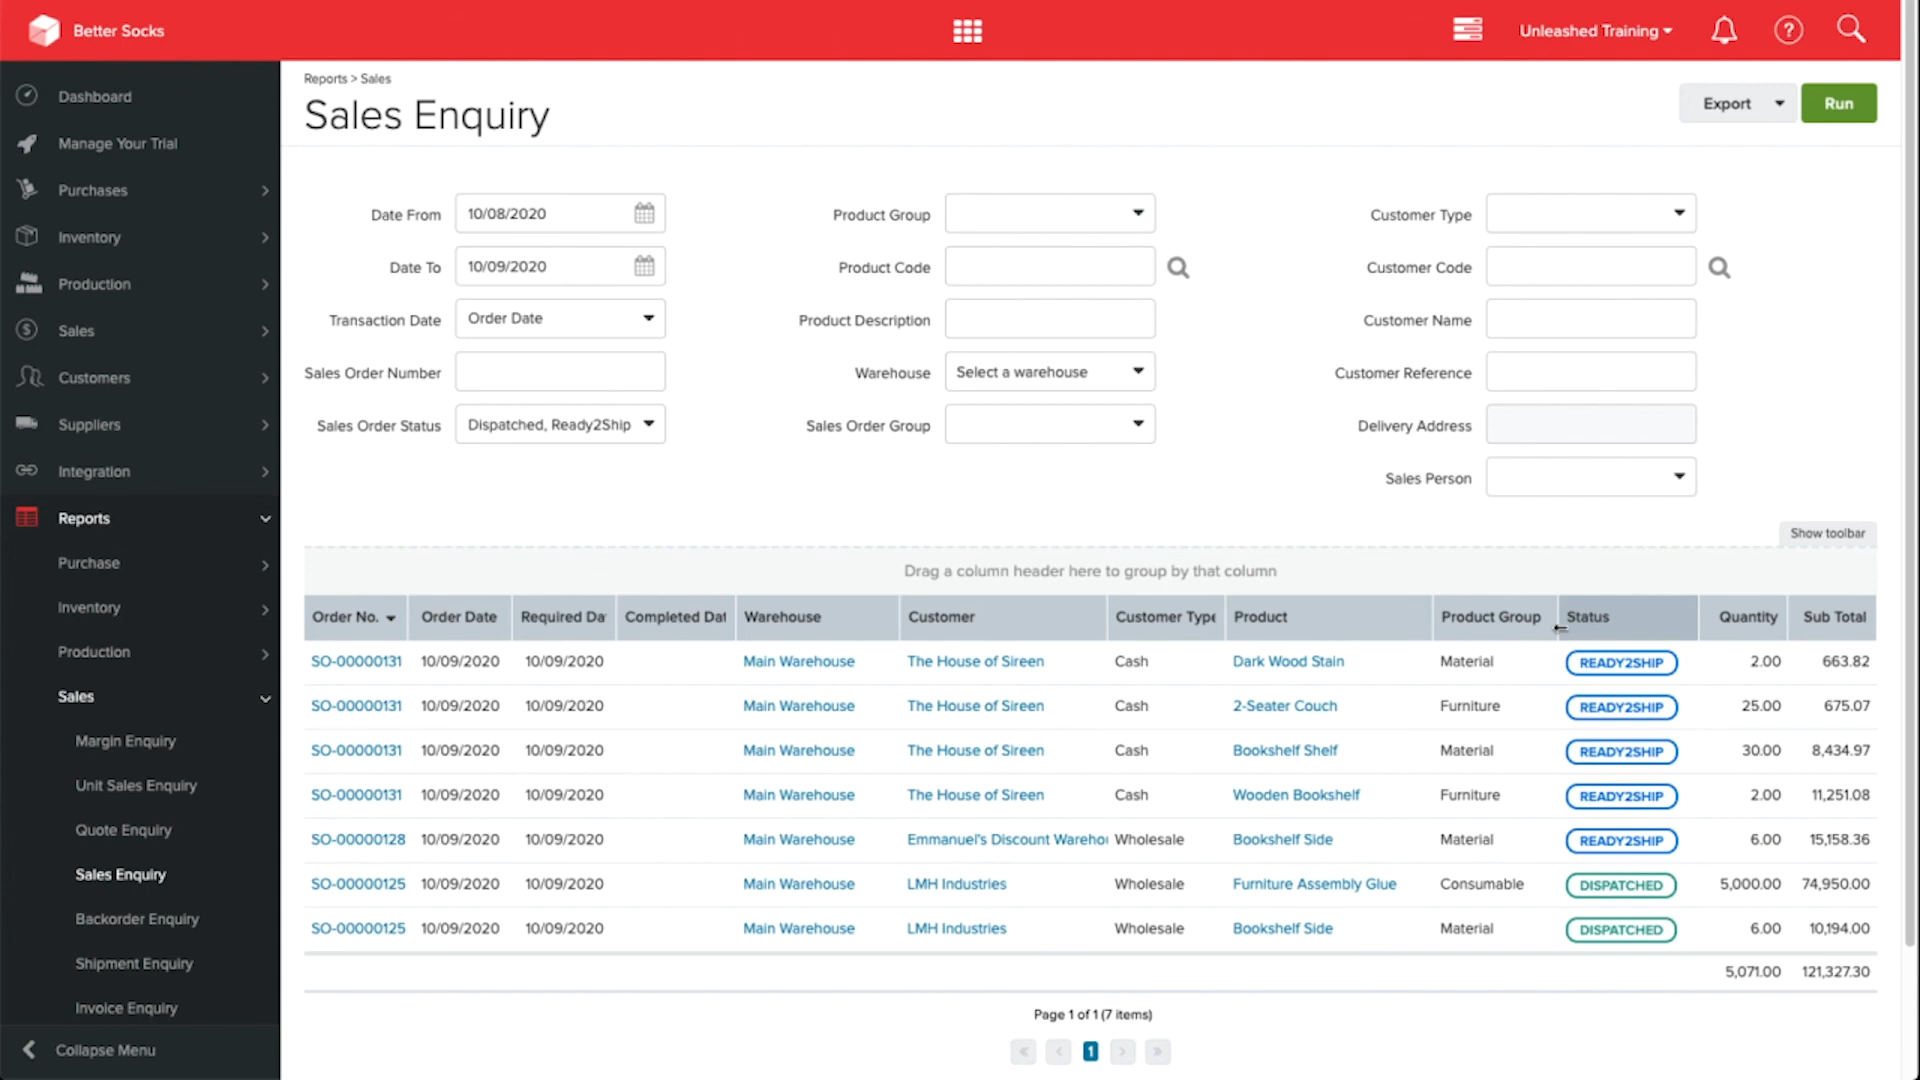 Better Socks
Unleashed Training
?
Dashboard
Manage Your Trial
Purchases
Inventory
Production
Sales
Customers
Suppliers
Integration
Reports
Purchase
Inventory
Production
Sales
Margin Enquiry
Unit Sales Enquiry
Quote Enquiry
Sales Enquiry
Backorder Enquiry
Shipment Enquiry
Invoice Enquiry
Collapse Menu
Reports > Sales
Sales Enquiry
Export
Run
Date From 10/08/2020
Date To 10/09/2020
Transaction Date Order Date
Sales Order Number
Sales Order Status Dispatched, Ready2Ship
Product Group
Product Code
Product Description
Warehouse Select a warehouse
Sales Order Group
Customer Type
Customer Code
Customer Name
Customer Reference
Delivery Address
Sales Person
Show toolbar
Drag a column header here to group by that column
Order No. Order Date Required Da Completed Dat Warehouse Customer Customer Type Product Product Group Status Quantity Sub Total
SO-00000131 10/09/2020 10/09/2020 Main Warehouse The House of Sireen Cash Dark Wood Stain Material READY2SHIP 2.00 663.82
SO-00000131 10/09/2020 10/09/2020 Main Warehouse The House of Sireen Cash 2-Seater Couch Furniture READY2SHIP 25.00 675.07
SO-00000131 10/09/2020 10/09/2020 Main Warehouse The House of Sireen Cash Bookshelf Shelf Material READY2SHIP 30.00 8,434.97
SO-00000131 10/09/2020 10/09/2020 Main Warehouse The House of Sireen Cash Wooden Bookshelf Furniture READY2SHIP 2.00 11,251.08
SO-00000128 10/09/2020 10/09/2020 Main Warehouse Emmanuel's Discount Wareho Wholesale Bookshelf Side Material READY2SHIP 6.00 15,158.36
SO-00000125 10/09/2020 10/09/2020 Main Warehouse LMH Industries Wholesale Furniture Assembly Glue Consumable DISPATCHED 5,000.00 74,950.00
SO-00000125 10/09/2020 10/09/2020 Main Warehouse LMH Industries Wholesale Bookshelf Side Material DISPATCHED 6.00 10,194.00
5,071.00 121,327.30
Page 1 of 1 (7 items)
« ‹ 1 › »